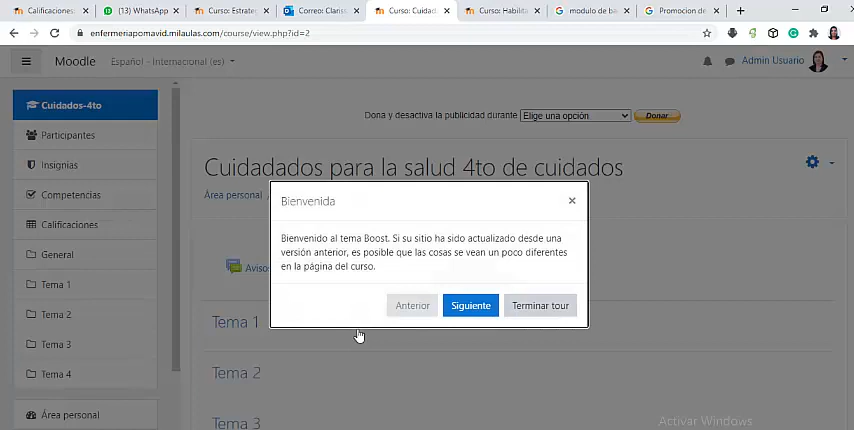 Calificaciones:
(13) WhatsApp
Curso: Estrate
Correo: Clariss
Curso: Cuidad
Curso: Habilita
modulo de ba
Promocion de
enfermeriapomavid.milaulas.com/course/view.php?id=2
Moodle
Español - Internacional (es)
Admin Usuario
Cuidados-4to
Participantes
Insignias
Competencias
Calificaciones
General
Tema 1
Tema 2
Tema 3
Tema 4
Área personal
Dona y desactiva la publicidad durante
Elige una opción
Donar
Cuidadados para la salud 4to de cuidados
Área personal
Bienvenida
×
Bienvenido al tema Boost. Si su sitio ha sido actualizado desde una
versión anterior, es posible que las cosas se vean un poco diferentes
en la página del curso.
Anterior
Siguiente
Terminar tour
Aviso
Tema 1
Tema 2
Tema 3
Activar Windows